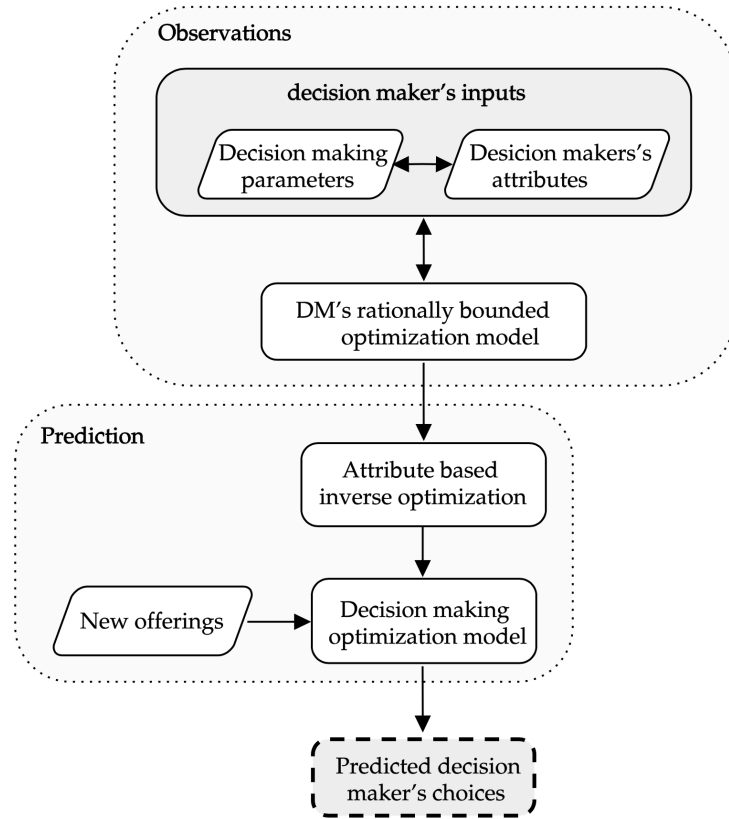 Observations
decision maker's inputs
Decision making
parameters
Desicion makers's
attributes
DM's rationally bounded
optimization model
Prediction
Attribute based
inverse optimization
New offerings
Decision making
optimization model
Predicted decision
maker's choices